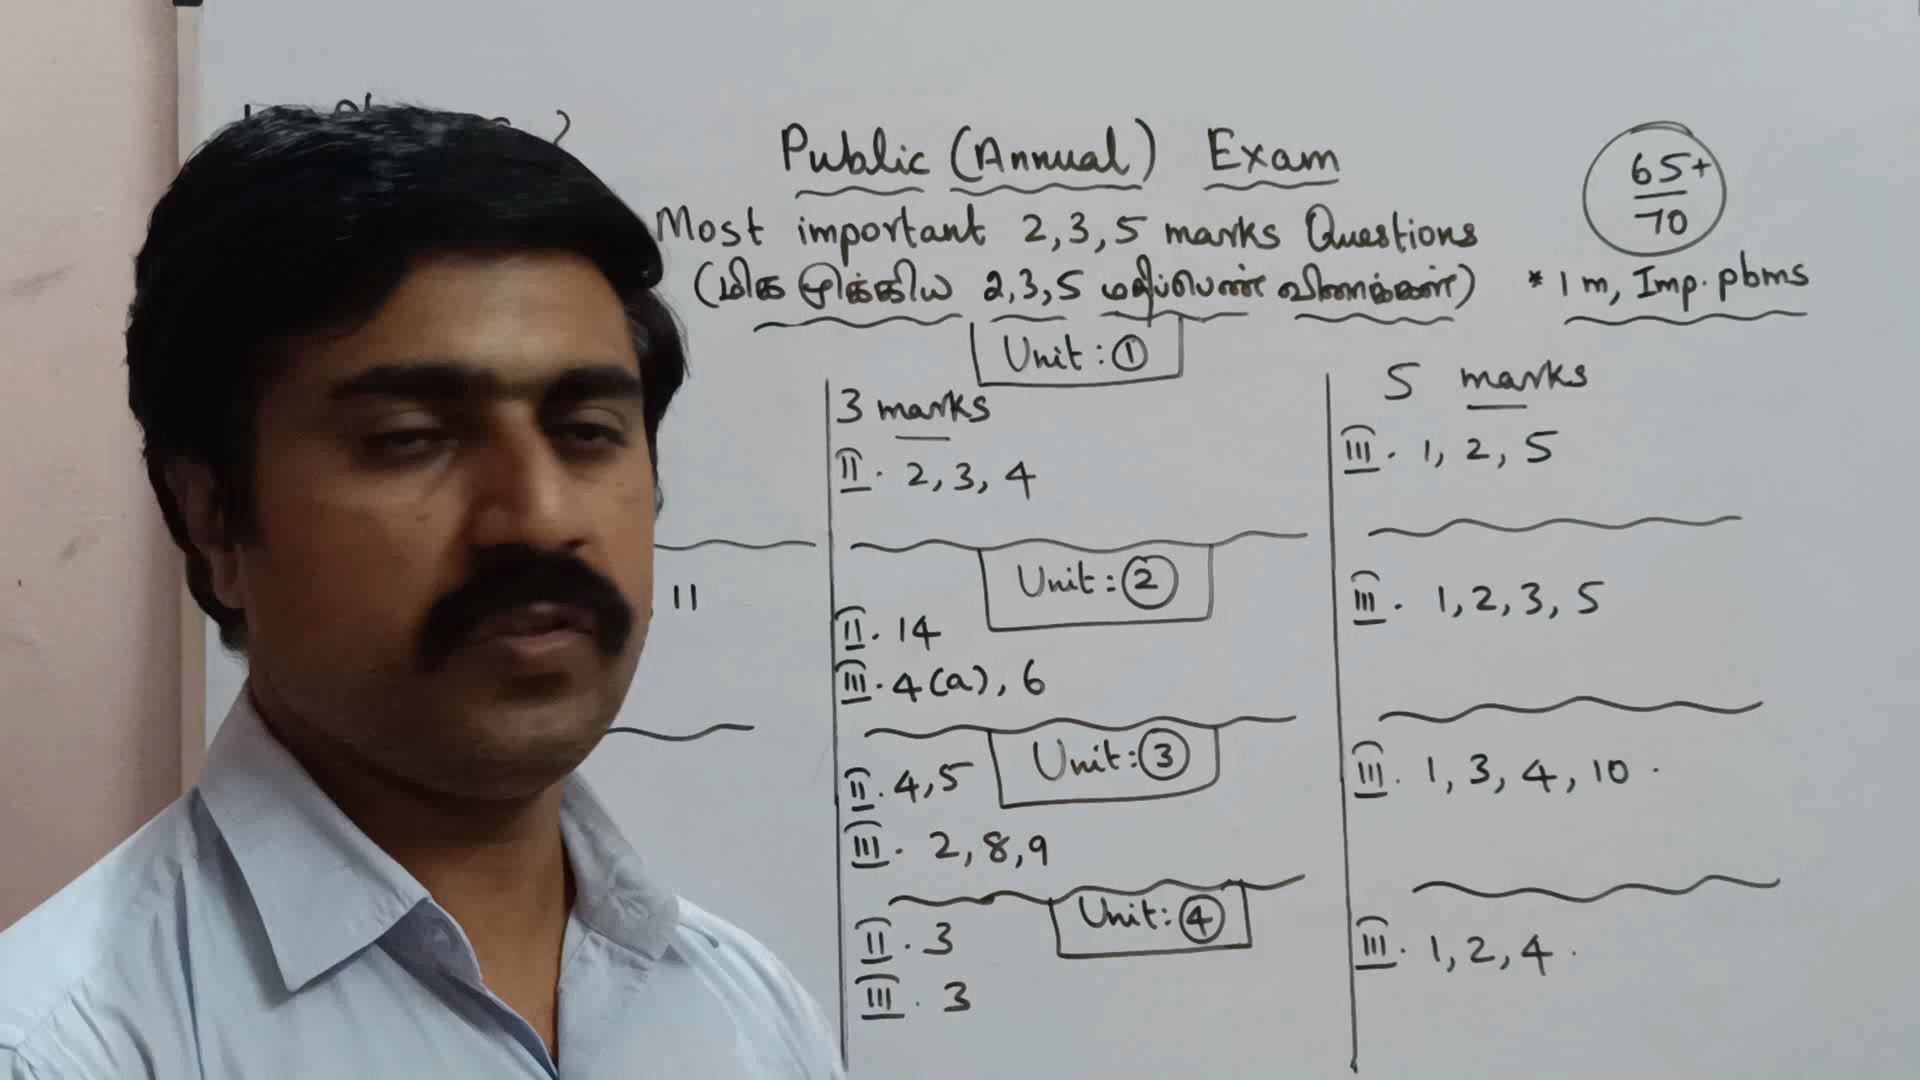 Public (Annual) Exam
65+
70
Most important 2,3,5 marks Questions
(மிக முக்கிய 2,3,5 மதிப்பெண் வினாக்கள்) * 1 m, Imp. pbms
Unit: ①
3 marks
5 marks
II. 2, 3, 4
III. 1, 2, 5
Unit: ②
11
II. 14
III. 1, 2, 3, 5
III. 4(a), 6
Unit: ③
II. 4, 5
III. 1, 3, 4, 10.
III. 2, 8, 9
Unit: ④
II. 3
III. 1, 2, 4.
III. 3